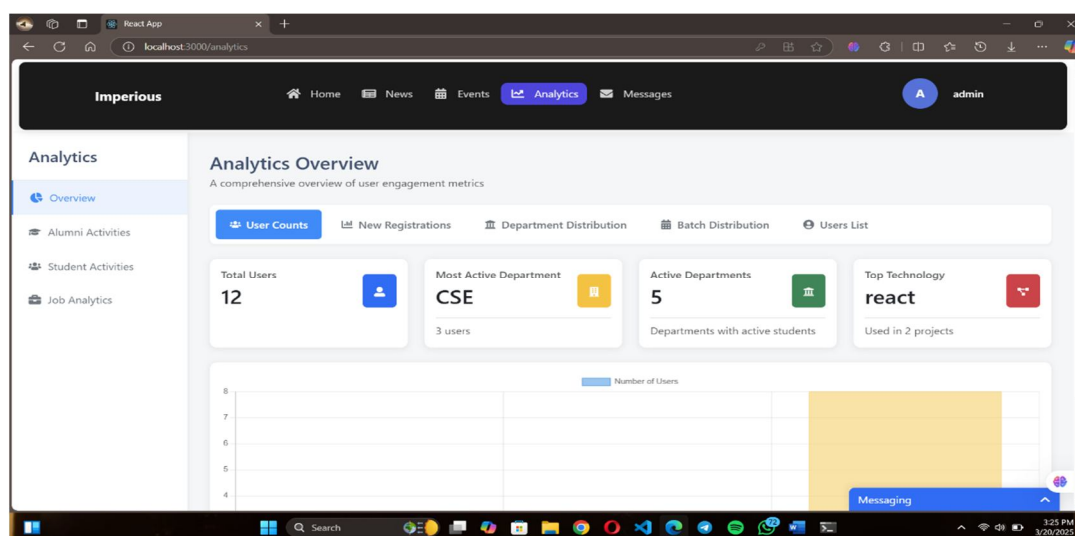 React App
localhost:3000/analytics
Imperious
Home
News
Events
Analytics
Messages
A
admin
Analytics
Overview
Alumni Activities
Student Activities
Job Analytics
Analytics Overview
A comprehensive overview of user engagement metrics
User Counts
New Registrations
Department Distribution
Batch Distribution
Users List
Total Users
12
Most Active Department
CSE
3 users
Active Departments
5
Departments with active students
Top Technology
react
Used in 2 projects
Number of Users
8
7
6
5
4
Messaging
Search
72
3:25 PM
3/20/2025